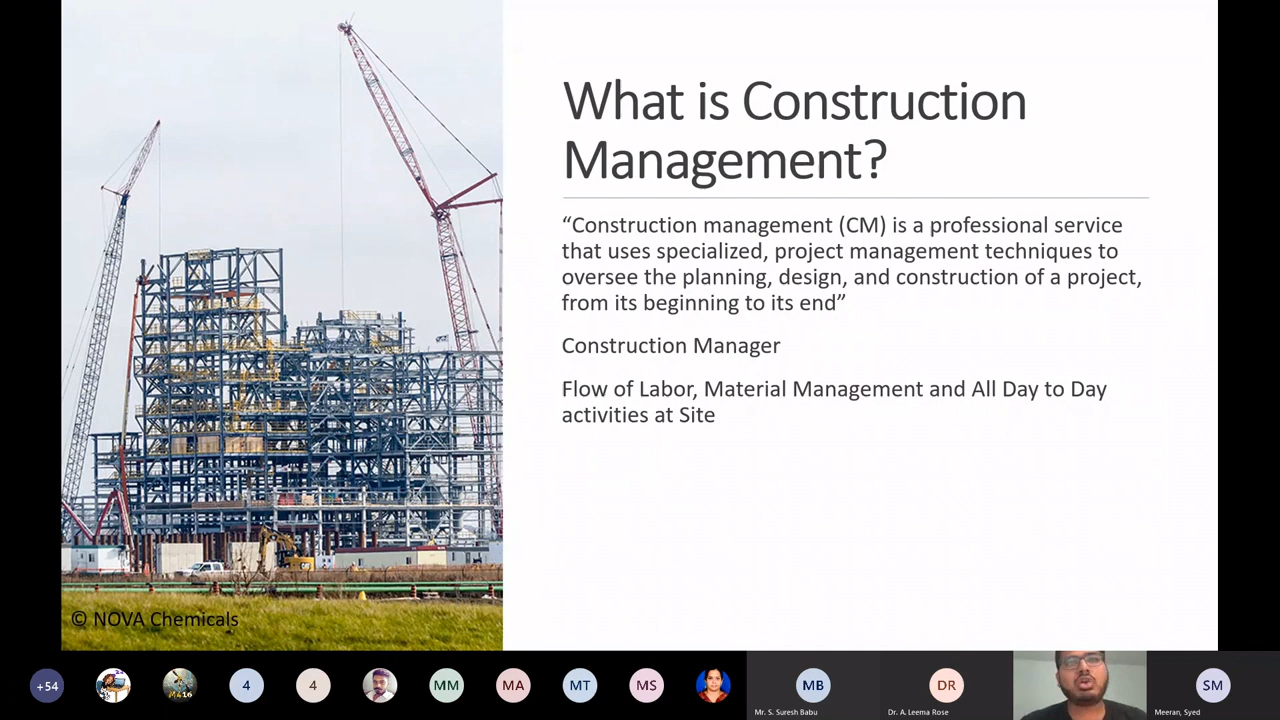 What is Construction
Management?
“Construction management (CM) is a professional service
that uses specialized, project management techniques to
oversee the planning, design, and construction of a project,
from its beginning to its end”
Construction Manager
Flow of Labor, Material Management and All Day to Day
activities at Site
© NOVA Chemicals
+54
M416
4
4
MM
MA
MT
MS
MB
Mr. S. Suresh Babu
DR
Dr. A. Leema Rose
SM
Meeran, Syed